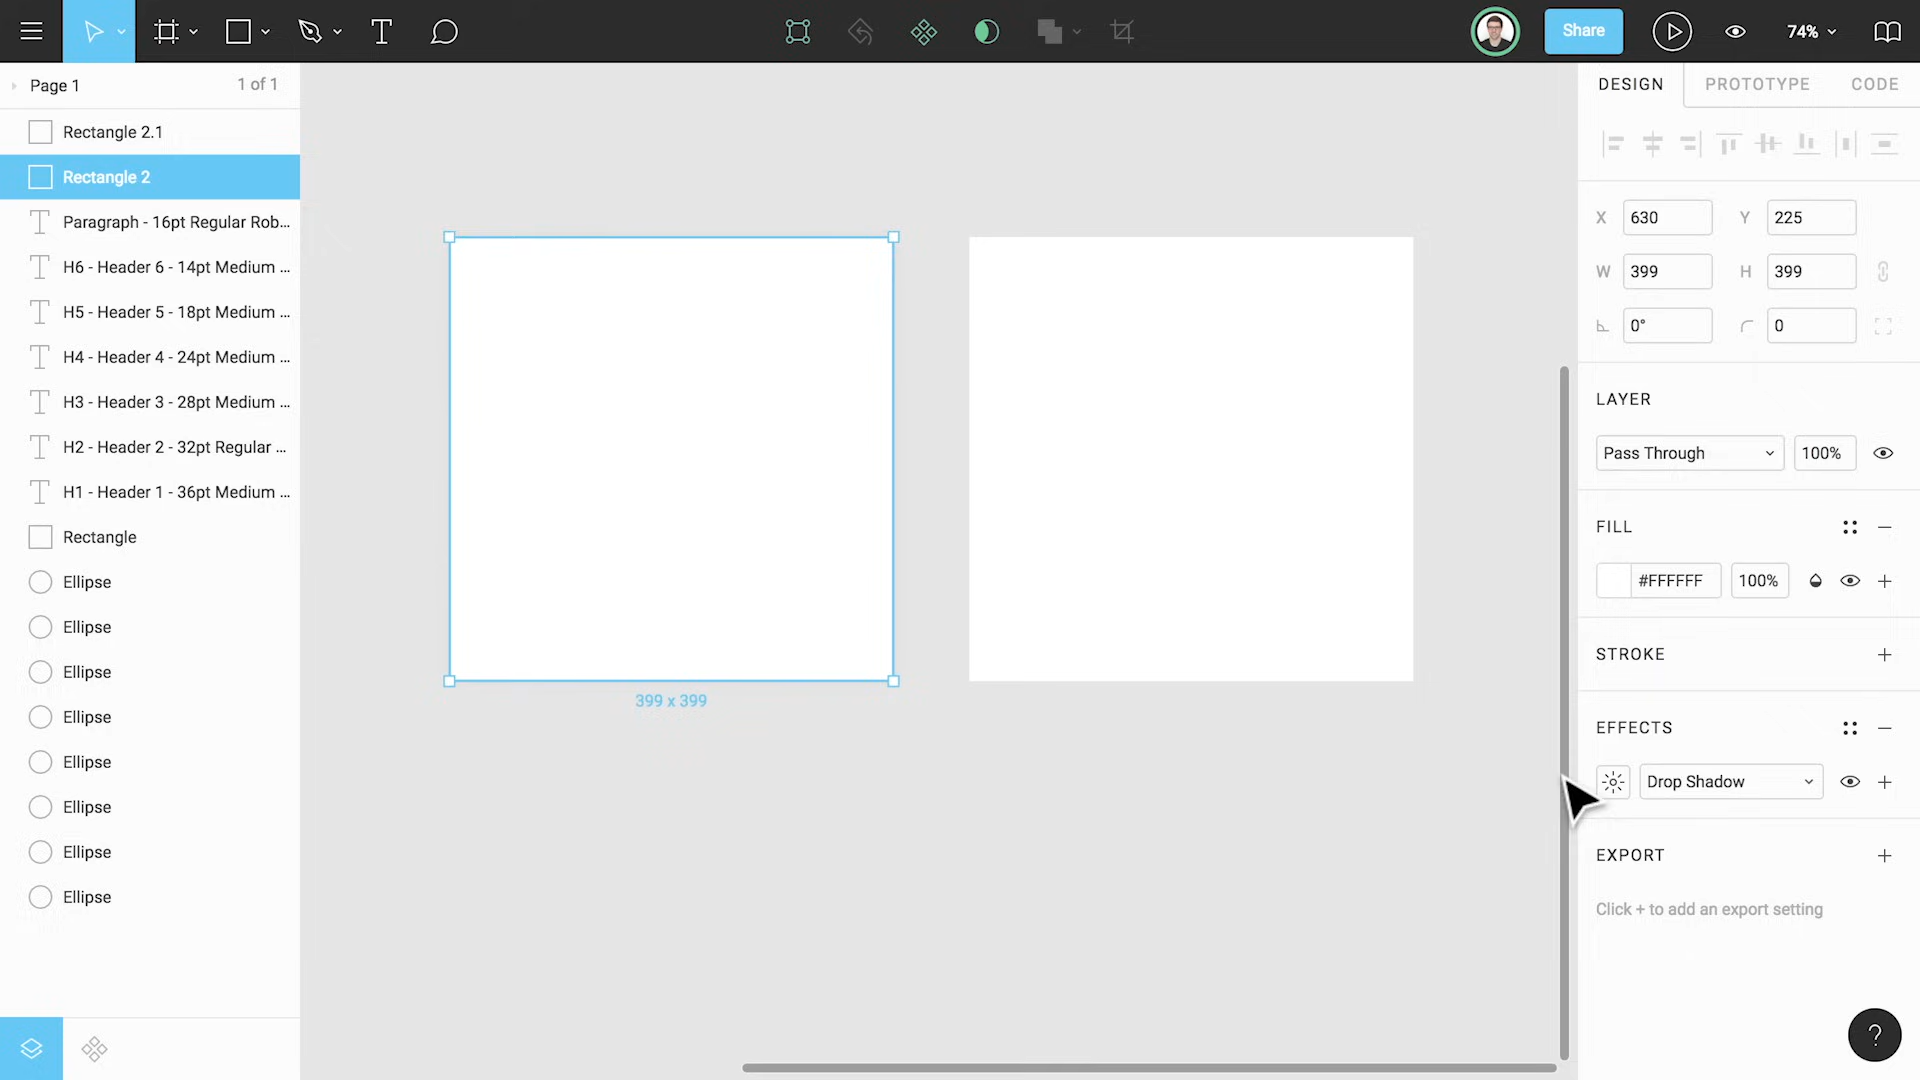 Share
74%
Page 1
1 of 1
Rectangle 2.1
Rectangle 2
Paragraph - 16pt Regular Rob...
H6 - Header 6 - 14pt Medium ...
H5 - Header 5 - 18pt Medium ...
H4 - Header 4 - 24pt Medium ...
H3 - Header 3 - 28pt Medium ...
H2 - Header 2 - 32pt Regular ...
H1 - Header 1 - 36pt Medium ...
Rectangle
Ellipse
Ellipse
Ellipse
Ellipse
Ellipse
Ellipse
Ellipse
Ellipse
399 x 399
DESIGN PROTOTYPE CODE
X 630 Y 225
W 399 H 399
0° 0
LAYER
Pass Through 100%
FILL
#FFFFFF 100%
STROKE
EFFECTS
Drop Shadow
EXPORT
Click + to add an export setting
?